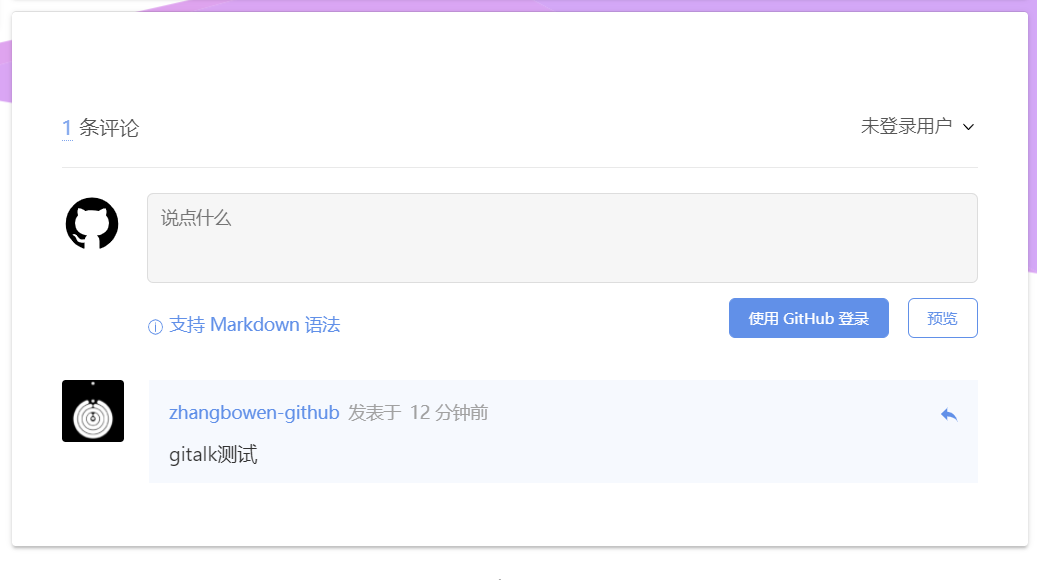 1 条评论
未登录用户
说点什么
支持 Markdown 语法
使用 GitHub 登录
预览
zhangbowen-github 发表于 12 分钟前
gitalk测试